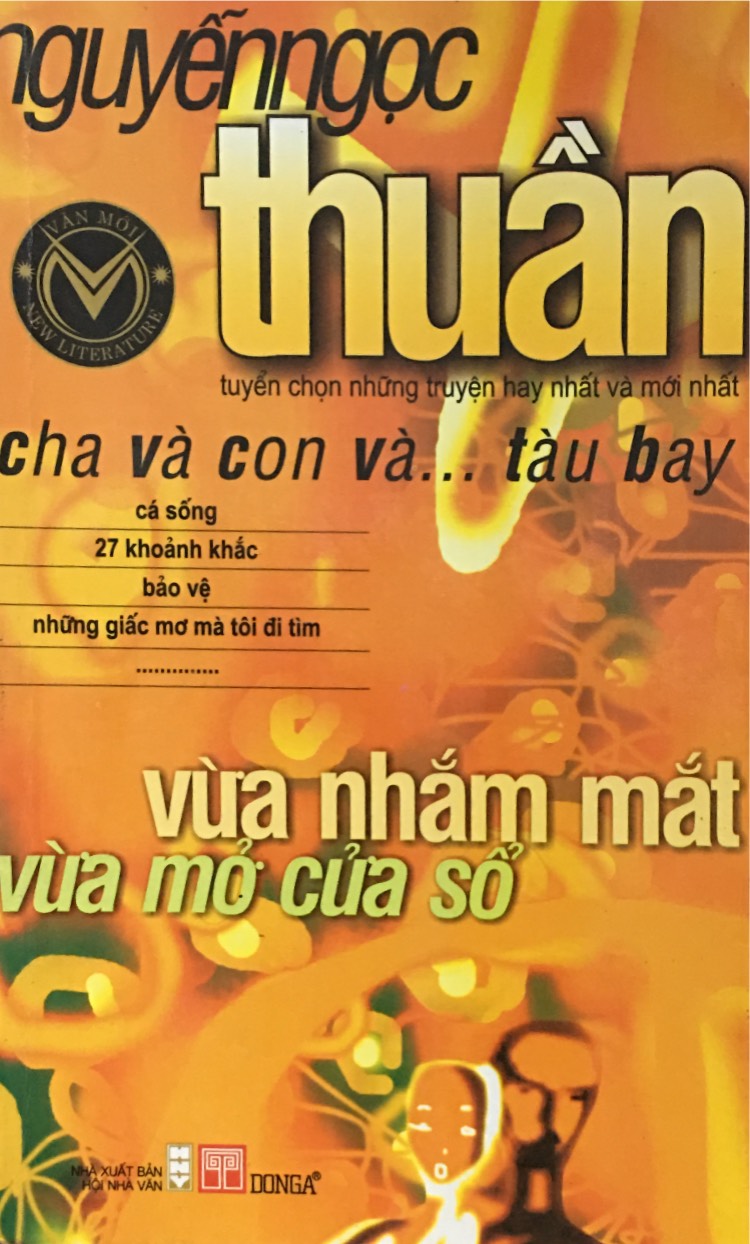 nguyễnngọc
thuần
VĂN MỚI
NEW LITERATURE
tuyển chọn những truyện hay nhất và mới nhất
cha và con và... tàu bay
cá sống
27 khoảnh khắc
bảo vệ
những giấc mơ mà tôi đi tìm
..............
vừa nhắm mắt
vừa mở cửa sổ
NHÀ XUẤT BẢN
HỘI NHÀ VĂN
HNV
DONGA®